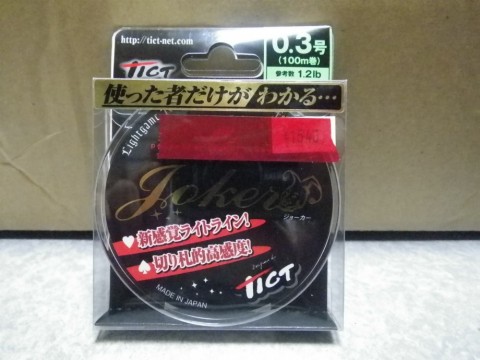 http://tict-net.com
0.3号
(100m巻)
TICT
参考数 1.2lb
使った者だけがわかる…
Lightgame
Joker
ジョーカー
新感覚ライトライン!
切り札的高感度!
TICT
MADE IN JAPAN